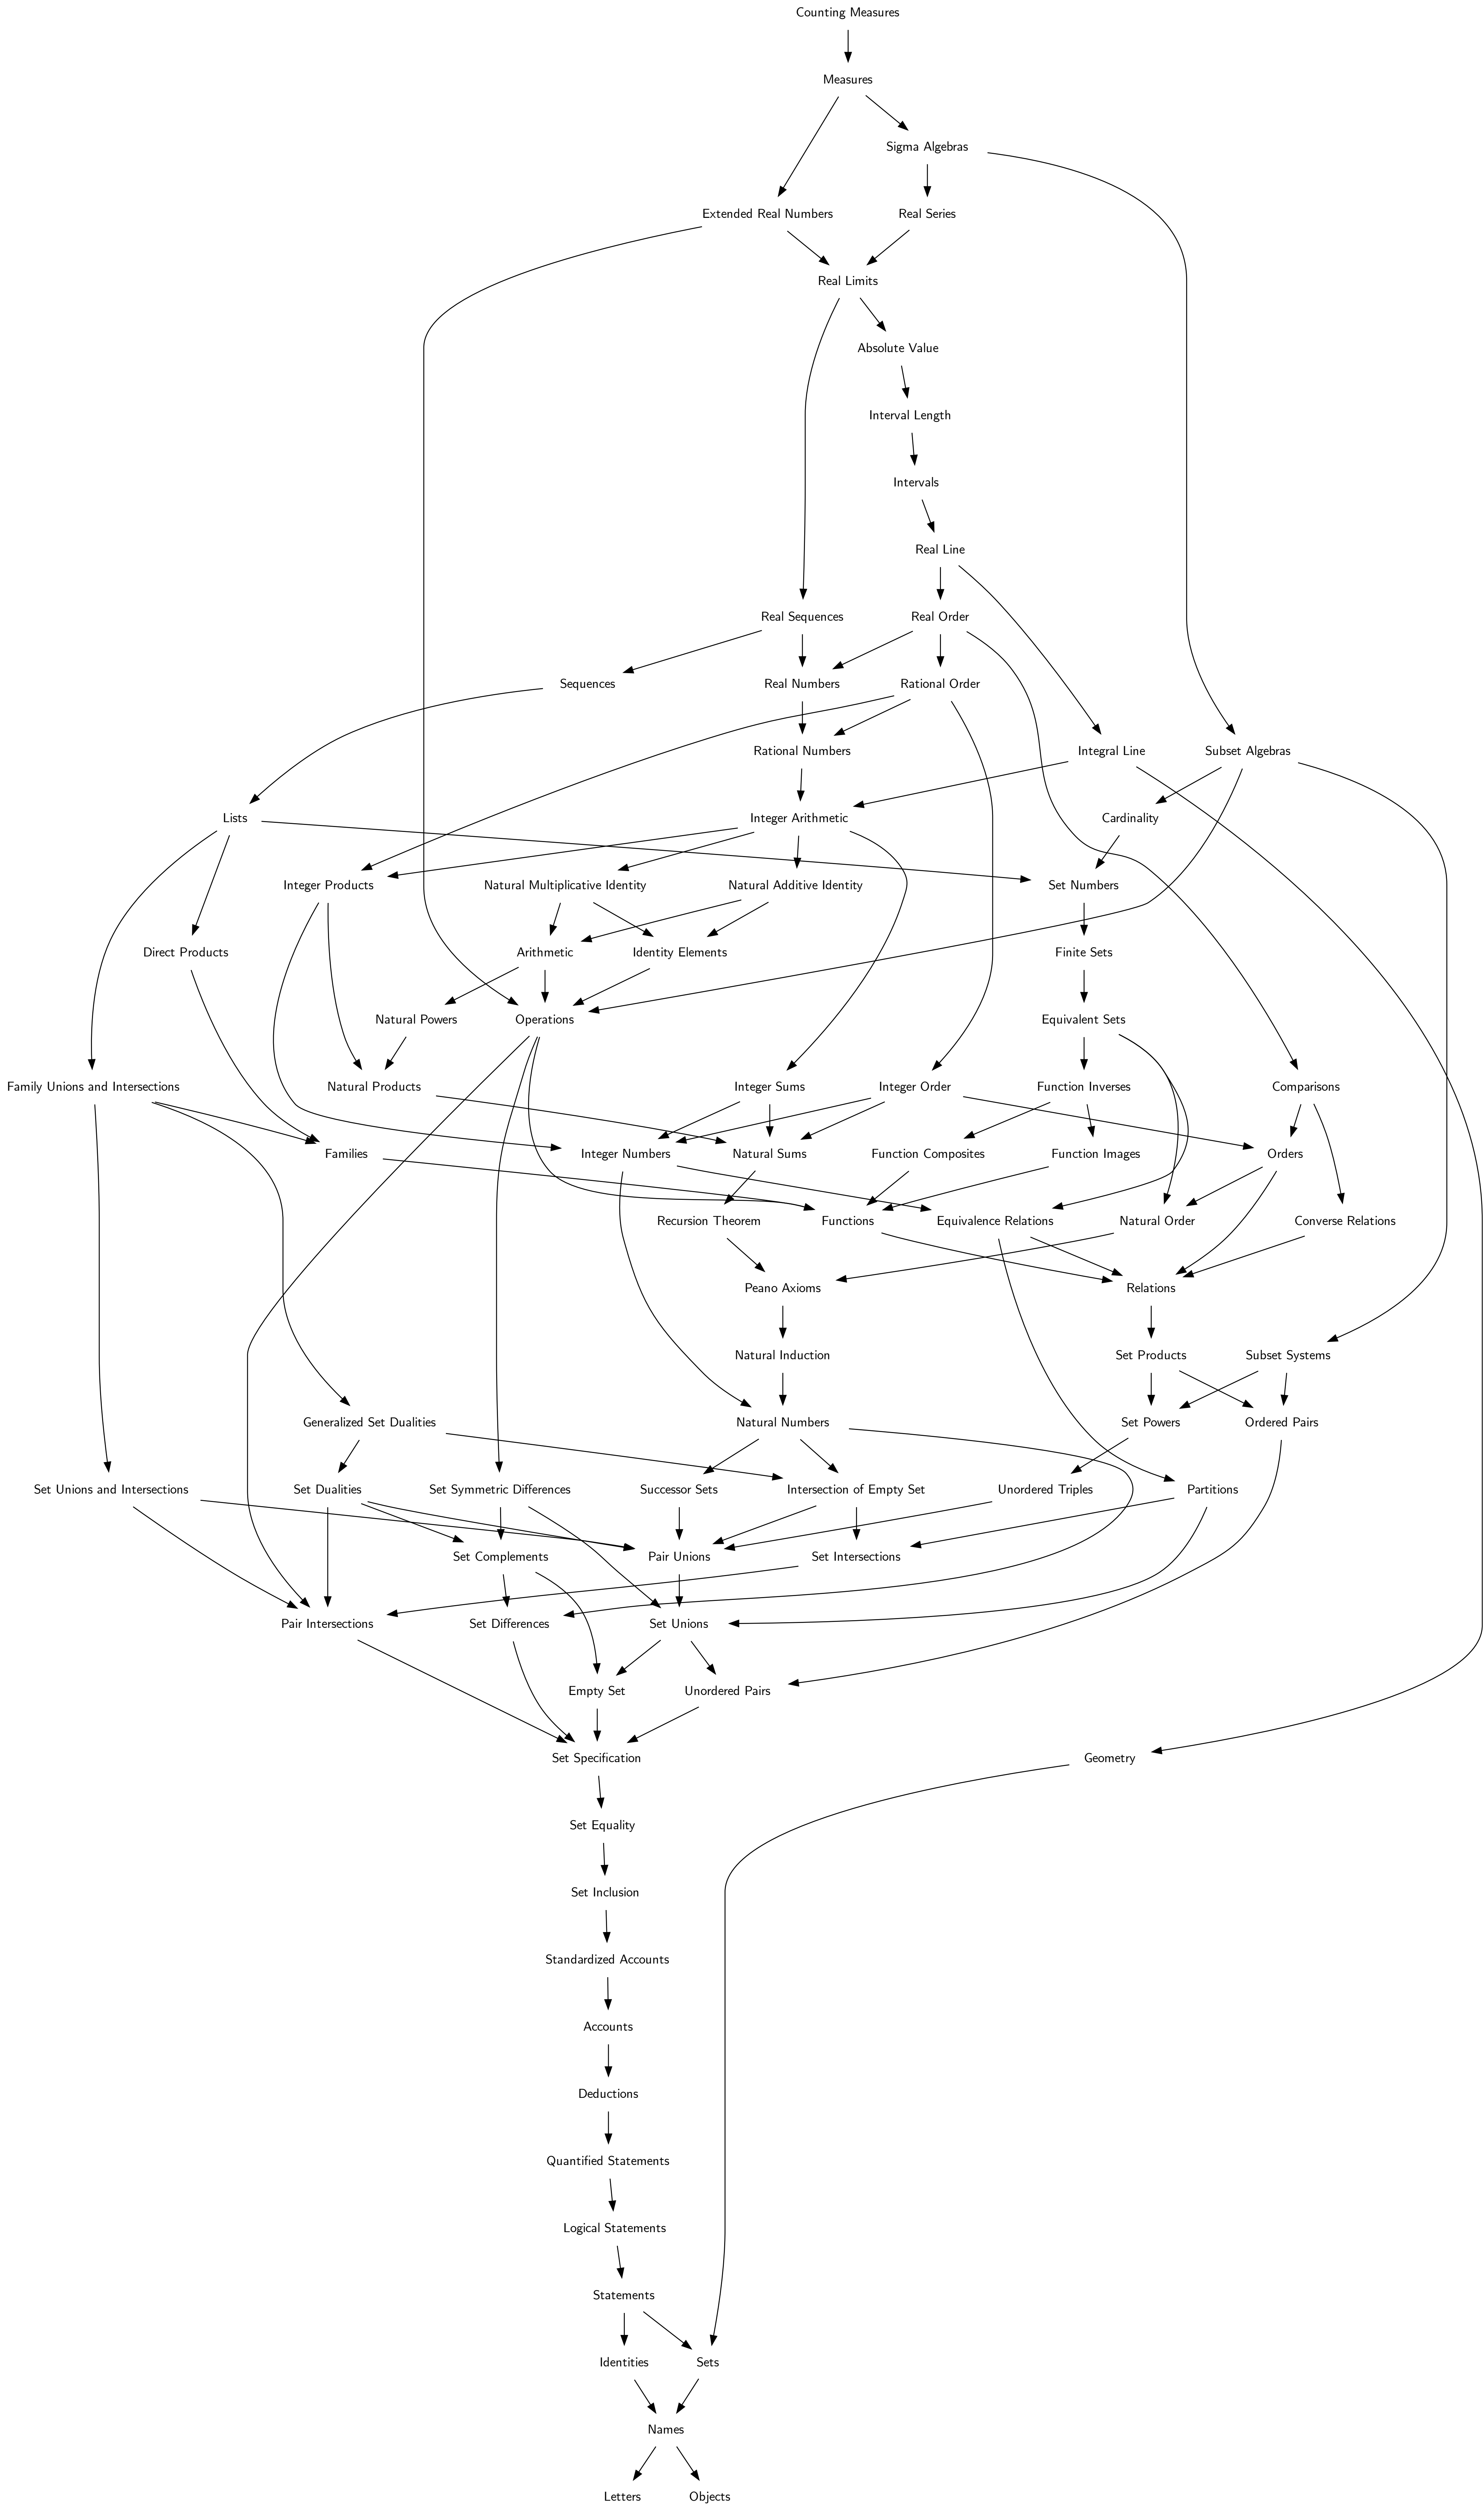 Counting Measures
Measures
Sigma Algebras
Extended Real Numbers
Real Series
Real Limits
Absolute Value
Interval Length
Intervals
Real Line
Real Sequences
Real Order
Sequences
Real Numbers
Rational Order
Rational Numbers
Integral Line
Subset Algebras
Lists
Integer Arithmetic
Cardinality
Integer Products
Natural Multiplicative Identity
Natural Additive Identity
Set Numbers
Direct Products
Arithmetic
Identity Elements
Finite Sets
Natural Powers
Operations
Equivalent Sets
Family Unions and Intersections
Natural Products
Integer Sums
Integer Order
Function Inverses
Comparisons
Families
Integer Numbers
Natural Sums
Function Composites
Function Images
Orders
Recursion Theorem
Functions
Equivalence Relations
Natural Order
Converse Relations
Peano Axioms
Relations
Natural Induction
Set Products
Subset Systems
Generalized Set Dualities
Natural Numbers
Set Powers
Ordered Pairs
Set Unions and Intersections
Set Dualities
Set Symmetric Differences
Successor Sets
Intersection of Empty Set
Unordered Triples
Partitions
Set Complements
Pair Unions
Set Intersections
Pair Intersections
Set Differences
Set Unions
Empty Set
Unordered Pairs
Set Specification
Geometry
Set Equality
Set Inclusion
Standardized Accounts
Accounts
Deductions
Quantified Statements
Logical Statements
Statements
Identities
Sets
Names
Letters
Objects